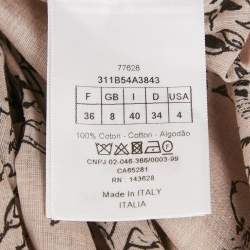 77628
311B54A3843
F GB I D USA
36 8 40 34 4
100% Cotton - Cotton - Algodão
CNPJ 02-046-386/0003-99
CA65281
RN : 143628
Made In ITALY
ITALIA